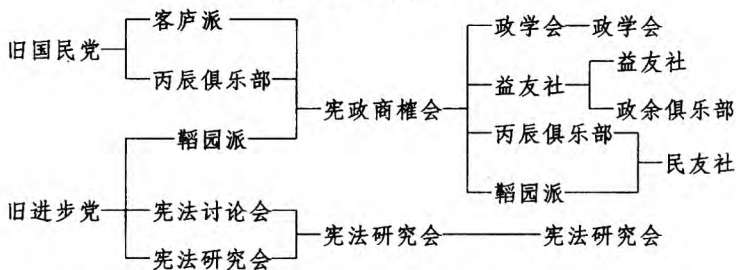 客庐派
政学会 政学会
旧国民党
益友社
丙辰俱乐部
益友社
宪政商榷会
政余俱乐部
韬园派
丙辰俱乐部
民友社
韬园派
旧进步党
宪法讨论会
宪法研究会 宪法研究会
宪法研究会